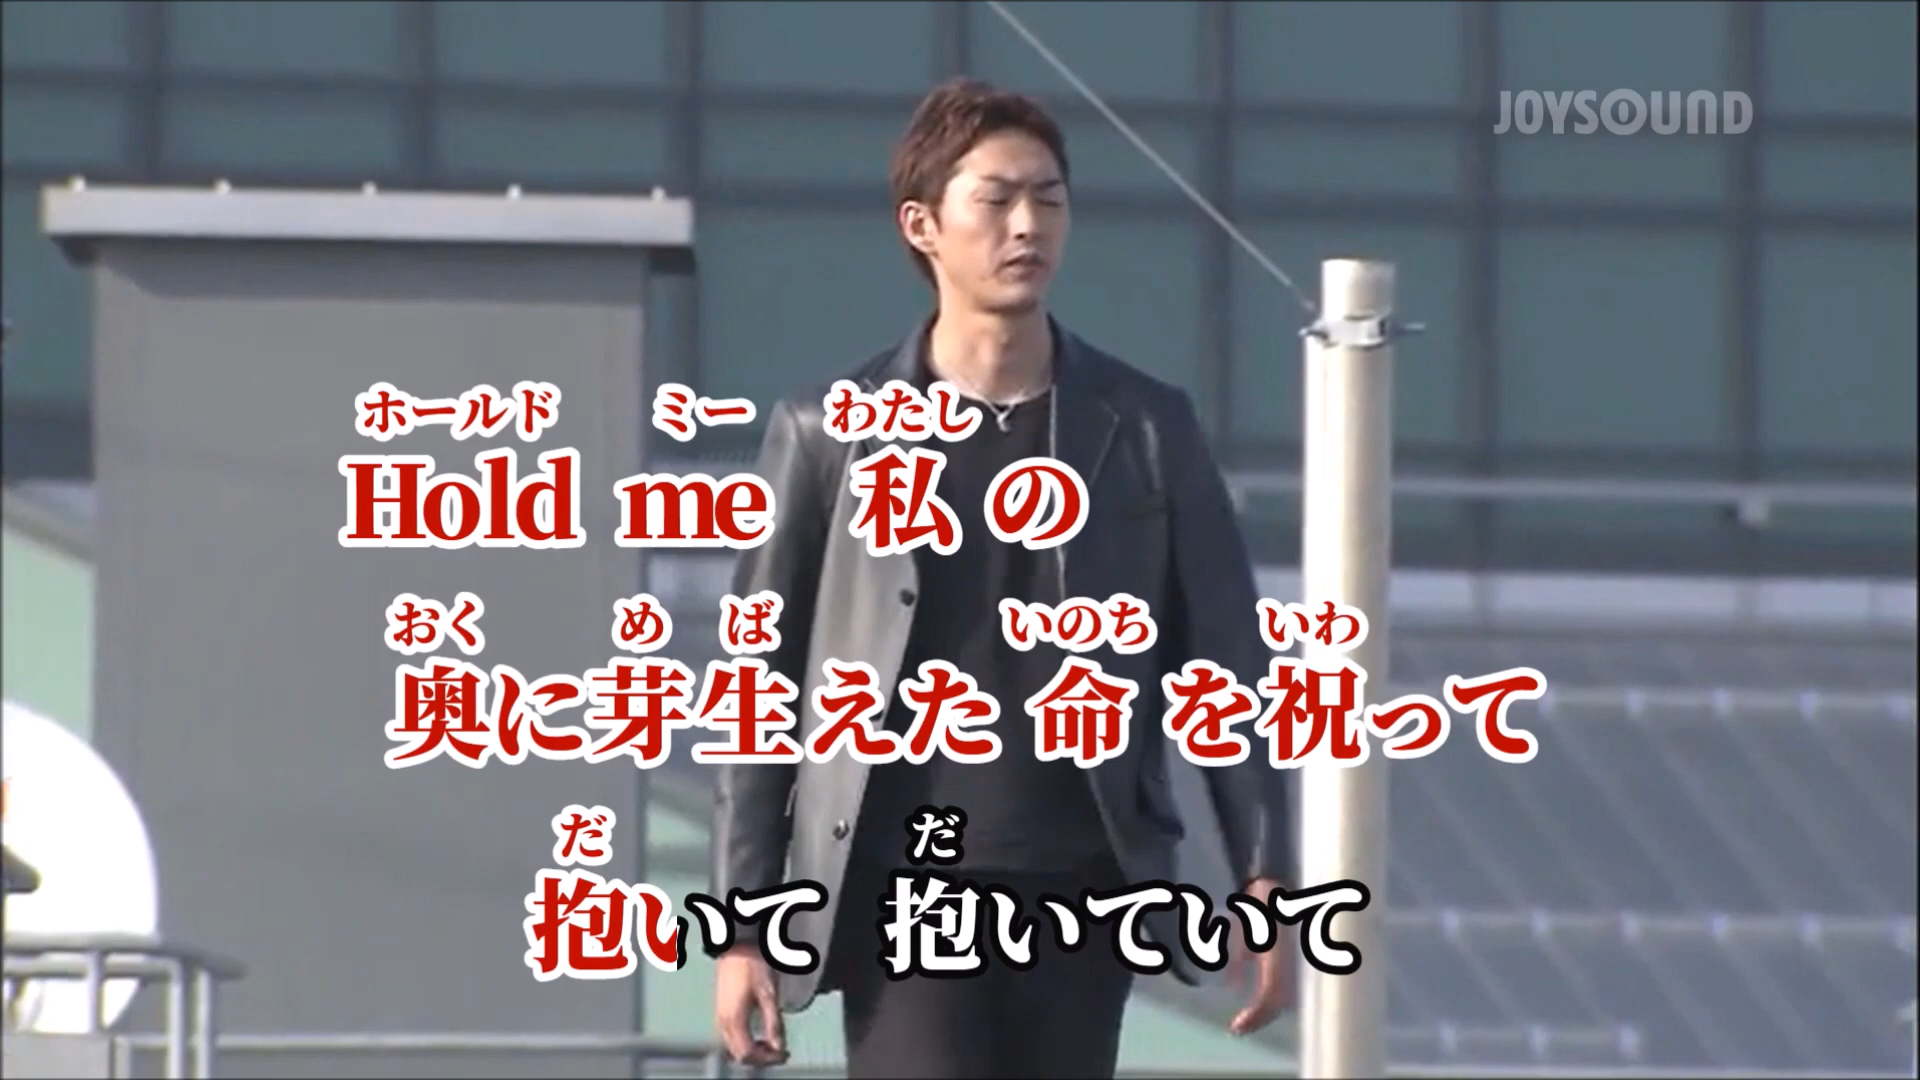 JOYSOUND
ホールド ミー わたし
Hold me 私の
おく め ば いのち いわ
奥に芽生えた命を祝って
だ だ
抱いて 抱いていて